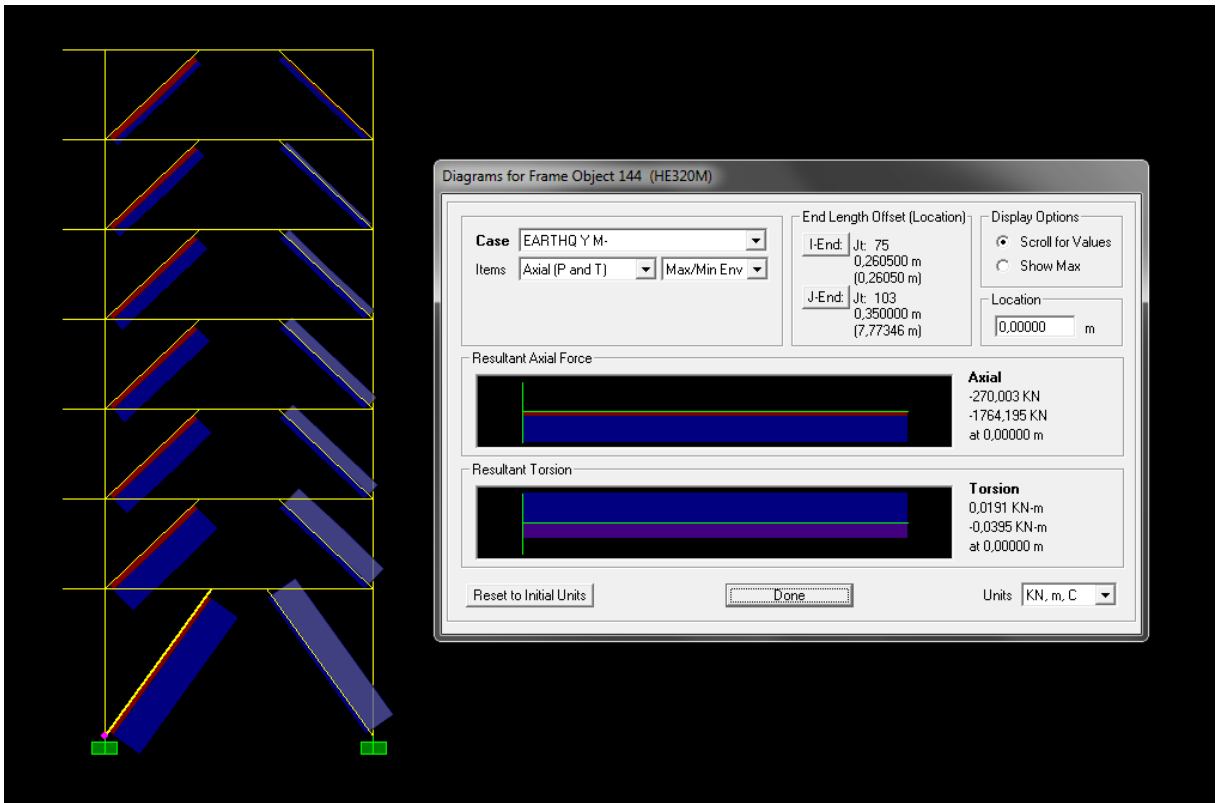 Diagrams for Frame Object 144 (HE320M)
Case EARTHQ Y M-
Items Axial (P and T) Max/Min Env
End Length Offset (Location)
I-End: Jt: 75
0,260500 m
(0,26050 m)
J-End: Jt: 103
0,350000 m
(7,77346 m)
Display Options
Scroll for Values
Show Max
Location
0,00000 m
Resultant Axial Force
Axial
-270,003 KN
-1764,195 KN
at 0,00000 m
Resultant Torsion
Torsion
0,0191 KN-m
-0,0395 KN-m
at 0,00000 m
Reset to Initial Units
Done
Units KN, m, C